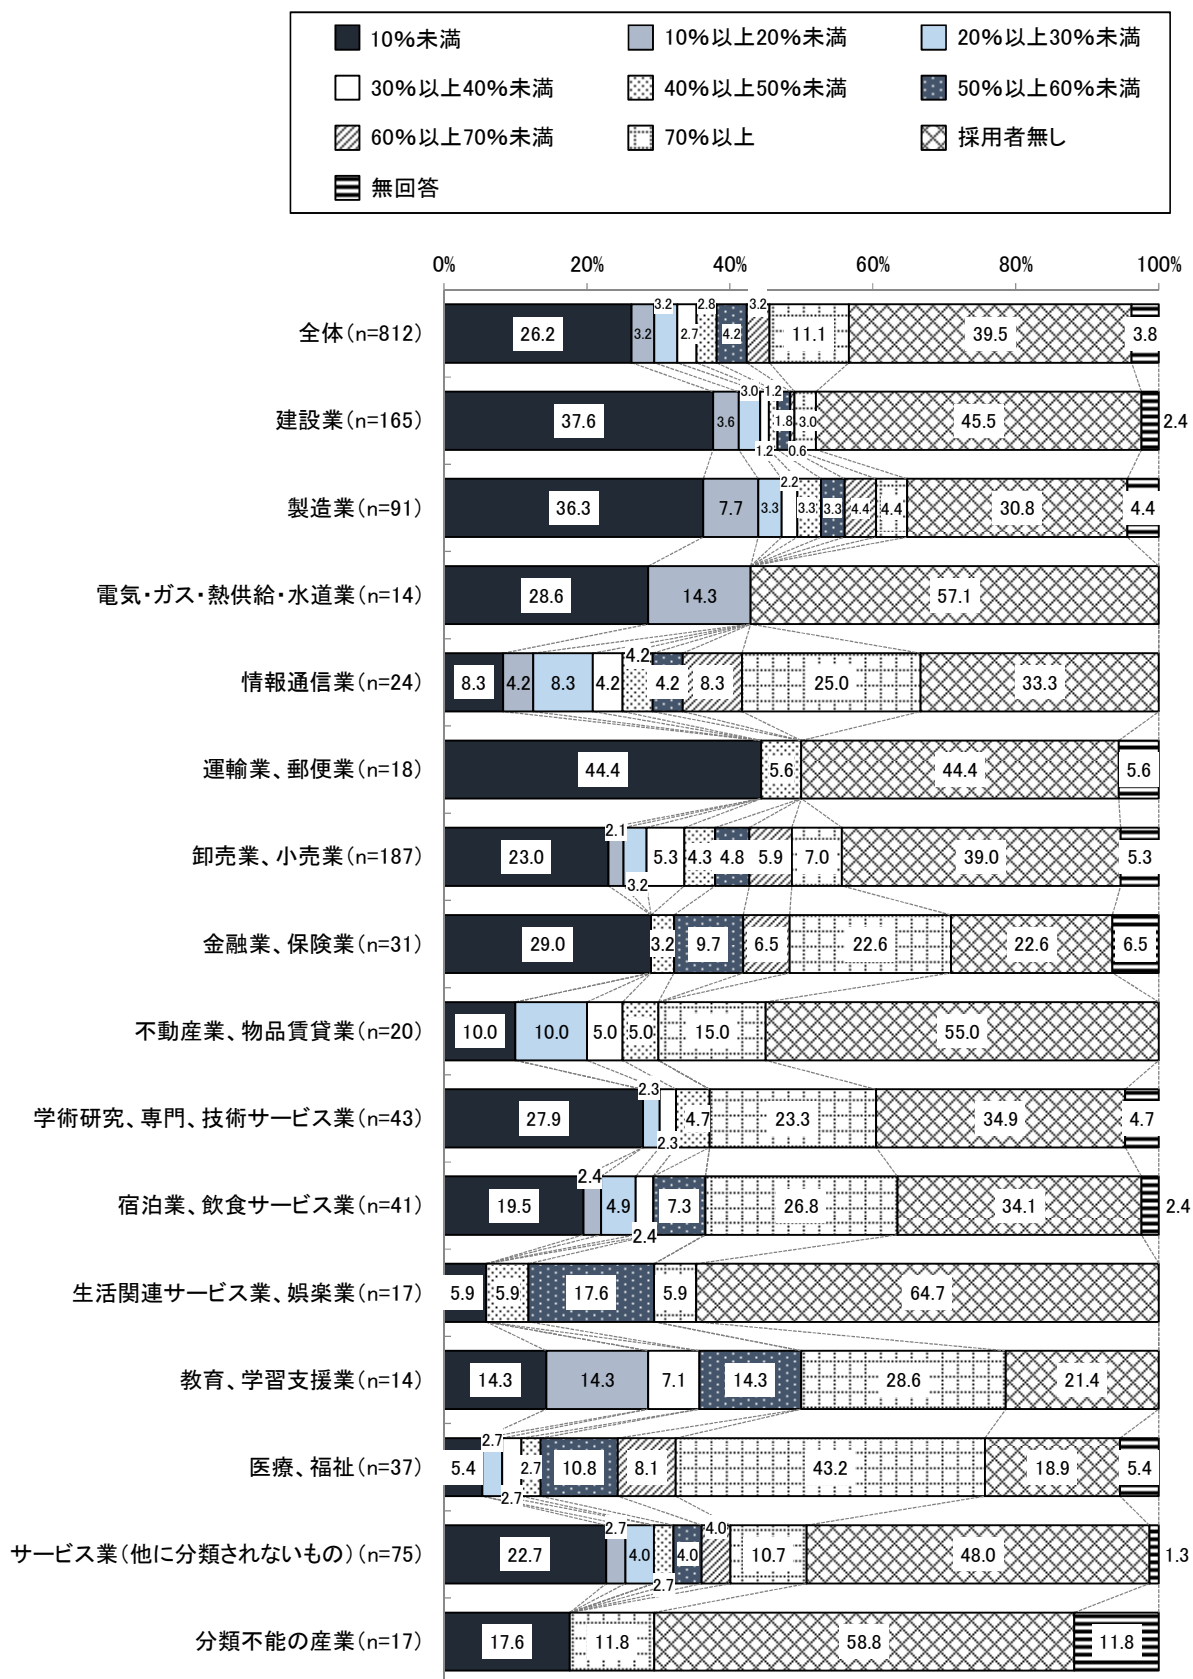 10%未満 10%以上20%未満 20%以上30%未満
30%以上40%未満 40%以上50%未満 50%以上60%未満
60%以上70%未満 70%以上 採用者無し
無回答
0% 20% 40% 60% 80% 100%
全体(n=812) 26.2 3.2 3.2 2.7 2.8 4.2 3.2 11.1 39.5 3.8
建設業(n=165) 37.6 3.6 3.0 1.2 1.2 1.8 0.6 3.0 45.5 2.4
製造業(n=91) 36.3 7.7 3.3 2.2 3.3 3.3 4.4 4.4 30.8 4.4
電気・ガス・熱供給・水道業(n=14) 28.6 14.3 57.1
情報通信業(n=24) 8.3 4.2 8.3 4.2 4.2 4.2 8.3 25.0 33.3
運輸業、郵便業(n=18) 44.4 5.6 44.4 5.6
卸売業、小売業(n=187) 23.0 2.1 3.2 5.3 4.3 4.8 5.9 7.0 39.0 5.3
金融業、保険業(n=31) 29.0 3.2 9.7 6.5 22.6 22.6 6.5
不動産業、物品賃貸業(n=20) 10.0 10.0 5.0 5.0 15.0 55.0
学術研究、専門、技術サービス業(n=43) 27.9 2.3 2.3 4.7 23.3 34.9 4.7
宿泊業、飲食サービス業(n=41) 19.5 2.4 4.9 2.4 7.3 26.8 34.1 2.4
生活関連サービス業、娯楽業(n=17) 5.9 5.9 17.6 5.9 64.7
教育、学習支援業(n=14) 14.3 14.3 7.1 14.3 28.6 21.4
医療、福祉(n=37) 5.4 2.7 2.7 2.7 10.8 8.1 43.2 18.9 5.4
サービス業(他に分類されないもの)(n=75) 22.7 2.7 4.0 2.7 4.0 4.0 10.7 48.0 1.3
分類不能の産業(n=17) 17.6 11.8 58.8 11.8